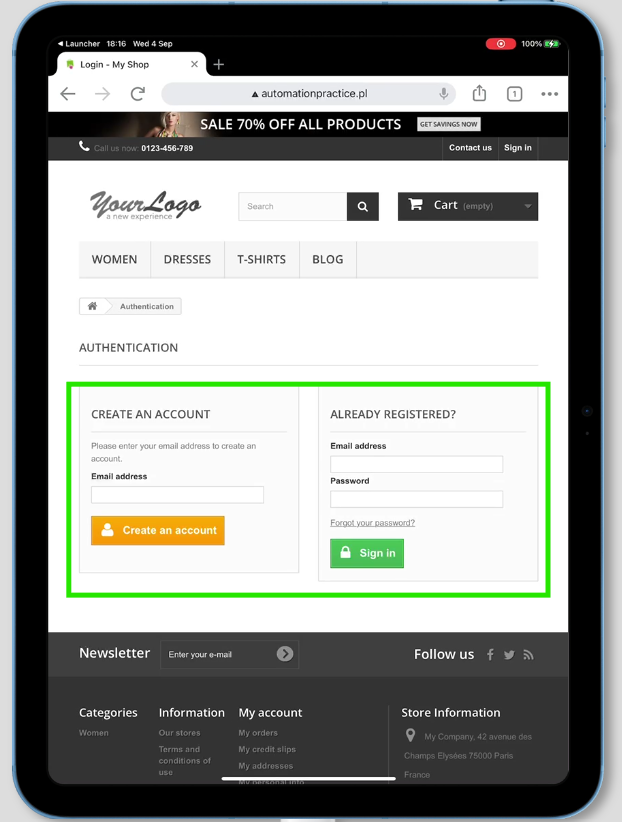 Launcher 18:16 Wed 4 Sep 100%
Login - My Shop
automationpractice.pl 1
SALE 70% OFF ALL PRODUCTS GET SAVINGS NOW
Call us now: 0123-456-789 Contact us Sign in
YourLogo
a new experience
Search
Cart (empty)
WOMEN DRESSES T-SHIRTS BLOG
Authentication
AUTHENTICATION
CREATE AN ACCOUNT
Please enter your email address to create an
account.
Email address
Create an account
ALREADY REGISTERED?
Email address
Password
Forgot your password?
Sign in
Newsletter Enter your e-mail Follow us
Categories
Women
Information
Our stores
Terms and
conditions of
use
My account
My orders
My credit slips
My addresses
My personal info
Store Information
My Company, 42 avenue des
Champs Elysées 75000 Paris
France